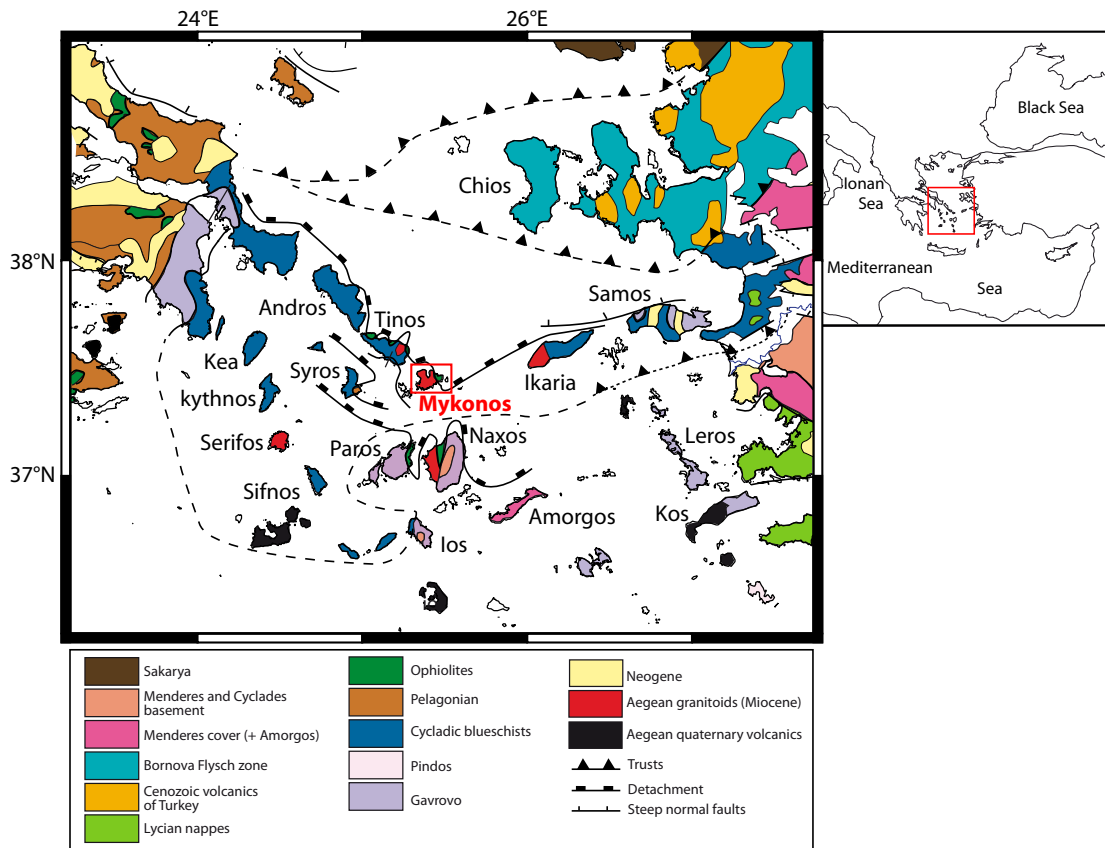 24°E
26°E
38°N
37°N
Chios
Andros
Tinos
Samos
Kea
Syros
Ikaria
kythnos
Mykonos
Serifos
Paros
Naxos
Leros
Sifnos
Amorgos
Kos
Ios
Black Sea
Ionan
Sea
Mediterranean
Sea
Sakarya
Menderes and Cyclades
basement
Menderes cover (+ Amorgos)
Bornova Flysch zone
Cenozoic volcanics
of Turkey
Lycian nappes
Ophiolites
Pelagonian
Cycladic blueschists
Pindos
Gavrovo
Neogene
Aegean granitoids (Miocene)
Aegean quaternary volcanics
Trusts
Detachment
Steep normal faults